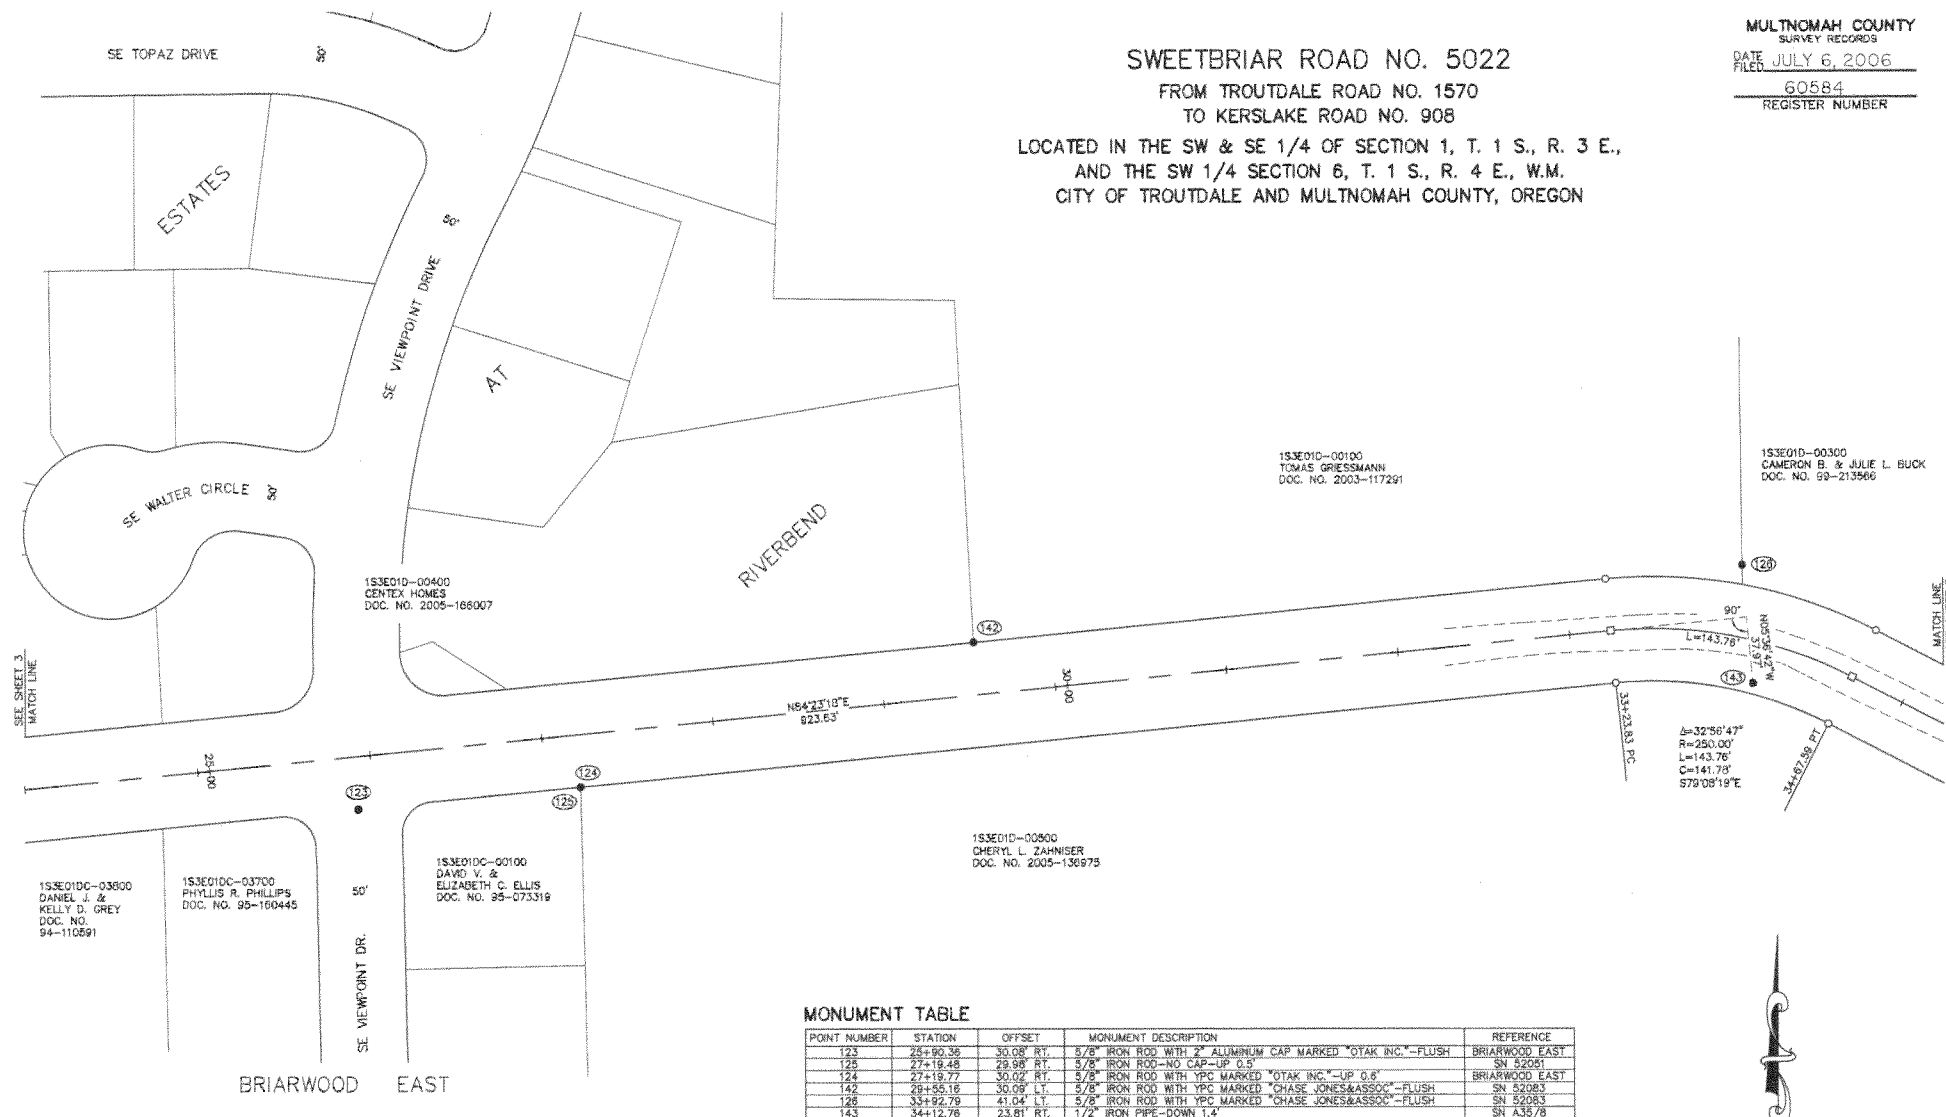 SWEETBRIAR ROAD NO. 5022
FROM TROUTDALE ROAD NO. 1570
TO KERSLAKE ROAD NO. 908
LOCATED IN THE SW & SE 1/4 OF SECTION 1, T. 1 S., R. 3 E.,
AND THE SW 1/4 SECTION 6, T. 1 S., R. 4 E., W.M.
CITY OF TROUTDALE AND MULTNOMAH COUNTY, OREGON
MULTNOMAH COUNTY
SURVEY RECORDS
DATE FILED JULY 6, 2006
60584
REGISTER NUMBER
SE TOPAZ DRIVE
50'
ESTATES
50'
SE VIEWPOINT DRIVE
AT
SE WALTER CIRCLE
50'
RIVERBEND
1S3E01D-00400
CENTEX HOMES
DOC. NO. 2005-166007
1S3E01D-00100
TOMAS GRIESSMANN
DOC. NO. 2003-117291
1S3E01D-00300
CAMERON B. & JULIE L. BUCK
DOC. NO. 99-213566
126
142
90°
L=143.76'
N05°36'42"W
37.97'
143
MATCH LINE
SEE SHEET 3
MATCH LINE
25+00
30+00
N84°23'18"E
923.63'
33+23.83 PC
34+67.59 PT
Δ=32°56'47"
R=250.00'
L=143.76'
C=141.78'
S79°08'19"E
123
124
125
1S3E01D-00500
CHERYL L. ZAHNISER
DOC. NO. 2005-136975
1S3E01DC-03800
DANIEL J. &
KELLY D. GREY
DOC. NO.
94-110591
1S3E01DC-03700
PHYLLIS R. PHILLIPS
DOC. NO. 95-160445
50'
1S3E01DC-00100
DAVID V. &
ELIZABETH C. ELLIS
DOC. NO. 95-073319
SE VIEWPOINT DR.
BRIARWOOD EAST
MONUMENT TABLE
POINT NUMBER STATION OFFSET MONUMENT DESCRIPTION REFERENCE
123 25+90.36 30.08' RT. 5/8" IRON ROD WITH 2" ALUMINUM CAP MARKED "OTAK INC."-FLUSH BRIARWOOD EAST
125 27+19.48 29.98' RT. 5/8" IRON ROD-NO CAP-UP 0.5' SN 52051
124 27+19.77 30.02' RT. 5/8" IRON ROD WITH YPC MARKED "OTAK INC."-UP 0.6' BRIARWOOD EAST
142 29+55.16 30.09' LT. 5/8" IRON ROD WITH YPC MARKED "CHASE JONES&ASSOC"-FLUSH SN 52083
126 33+92.79 41.04' LT. 5/8" IRON ROD WITH YPC MARKED "CHASE JONES&ASSOC"-FLUSH SN 52083
143 34+12.76 23.81' RT. 1/2" IRON PIPE-DOWN 1.4' SN A35/8